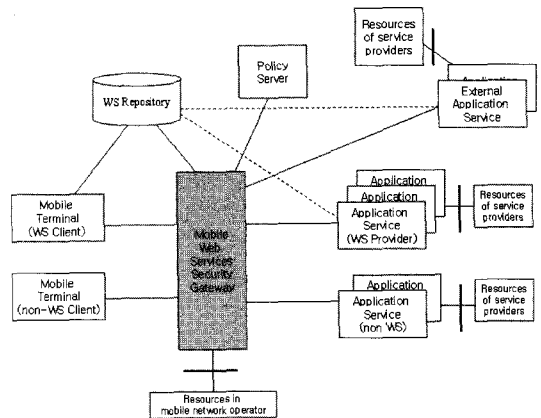 Resources
of service
providers
Policy
Server
WS Repository
Application
External
Application
Service
Mobile
Terminal
(WS Client)
Mobile
Web
Services
Security
Gateway
Application
Application
Application
Service
(WS Provider)
Resources
of service
providers
Mobile
Terminal
(non-WS Client)
Application
Application
Service
(non WS)
Resources
of service
providers
Resources in
mobile network operator